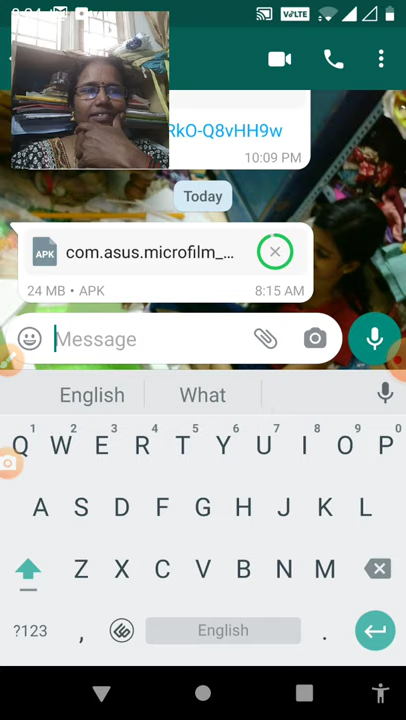 VoLTE
RkO-Q8vHH9w
10:09 PM
Today
APK
com.asus.microfilm_...
24 MB • APK
8:15 AM
Message
English What
1 2 3 4 5 6 7 8 9 0
Q W E R T Y U I O P
A S D F G H J K L
Z X C V B N M
?123 , English .